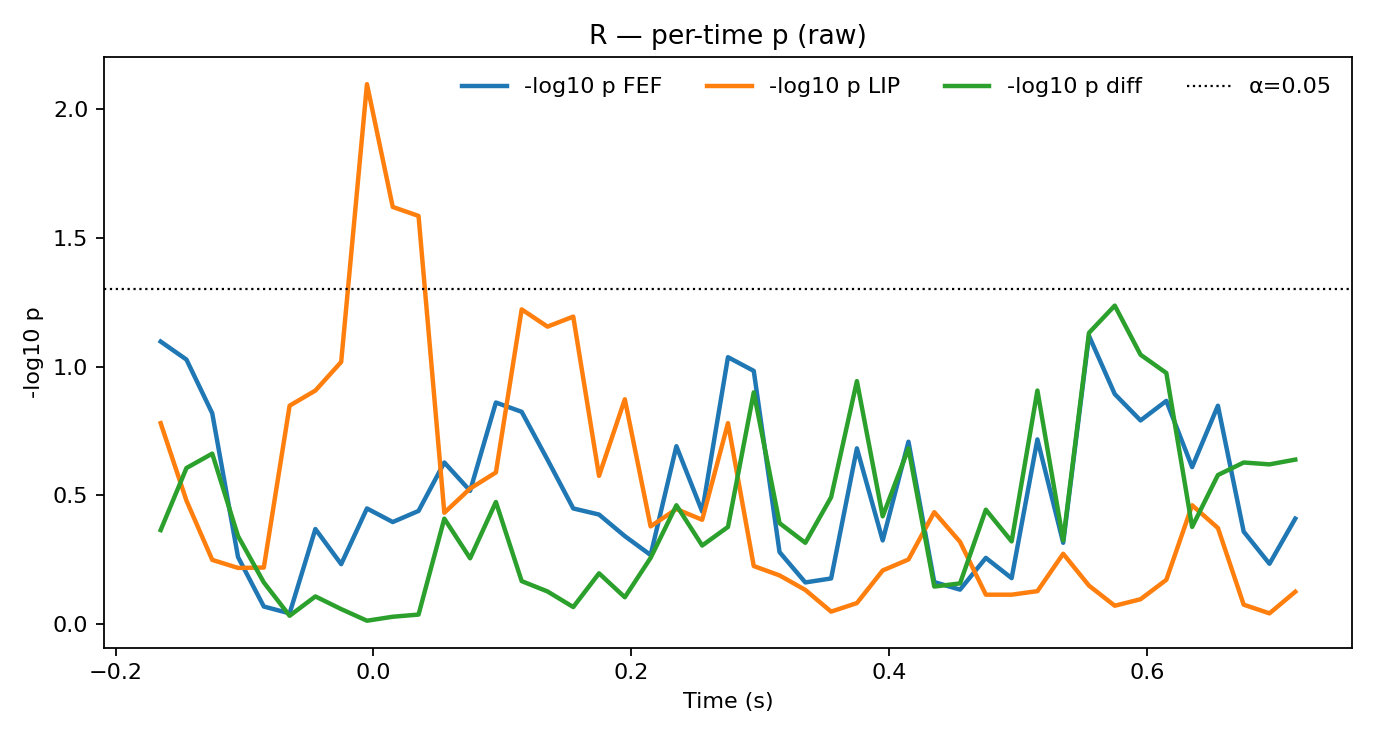 R — per-time p (raw)
-log10 p FEF
-log10 p LIP
-log10 p diff
α=0.05
2.0
1.5
1.0
0.5
0.0
-log10 p
−0.2
0.0
0.2
0.4
0.6
Time (s)